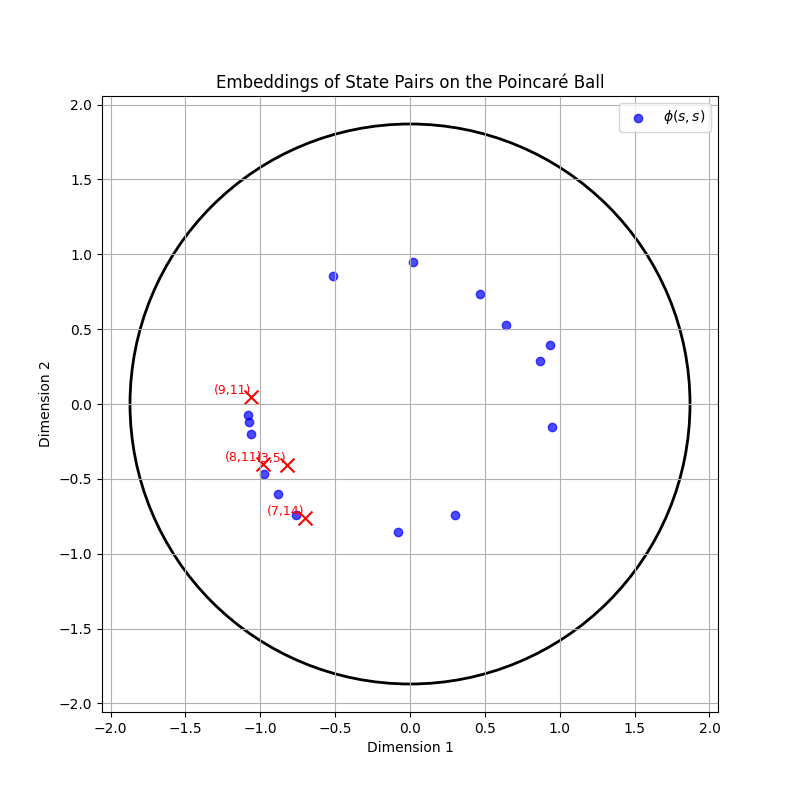 Embeddings of State Pairs on the Poincaré Ball
ϕ(s, s)
2.0
1.5
1.0
0.5
0.0
−0.5
−1.0
−1.5
−2.0
Dimension 2
(9,11)
(8,11)
(3,5)
(7,14)
−2.0 −1.5 −1.0 −0.5 0.0 0.5 1.0 1.5 2.0
Dimension 1